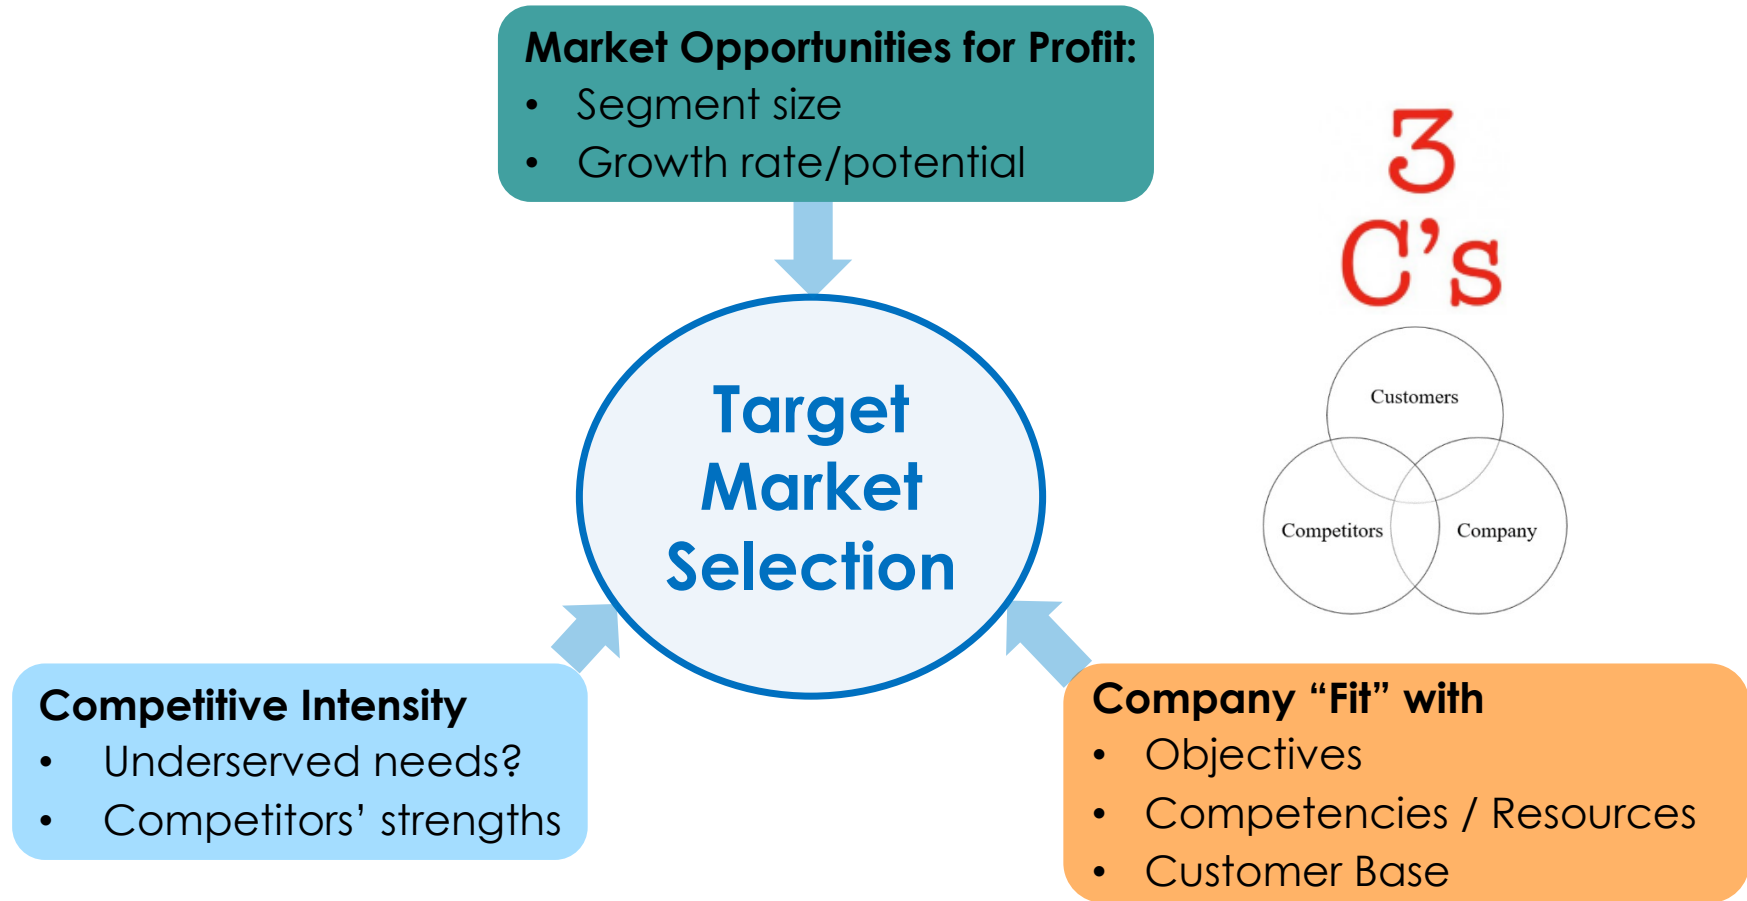 Market Opportunities for Profit:
• Segment size
• Growth rate/potential
3
C’s
Customers
Competitors
Company
Target
Market
Selection
Competitive Intensity
• Underserved needs?
• Competitors’ strengths
Company “Fit” with
• Objectives
• Competencies / Resources
• Customer Base